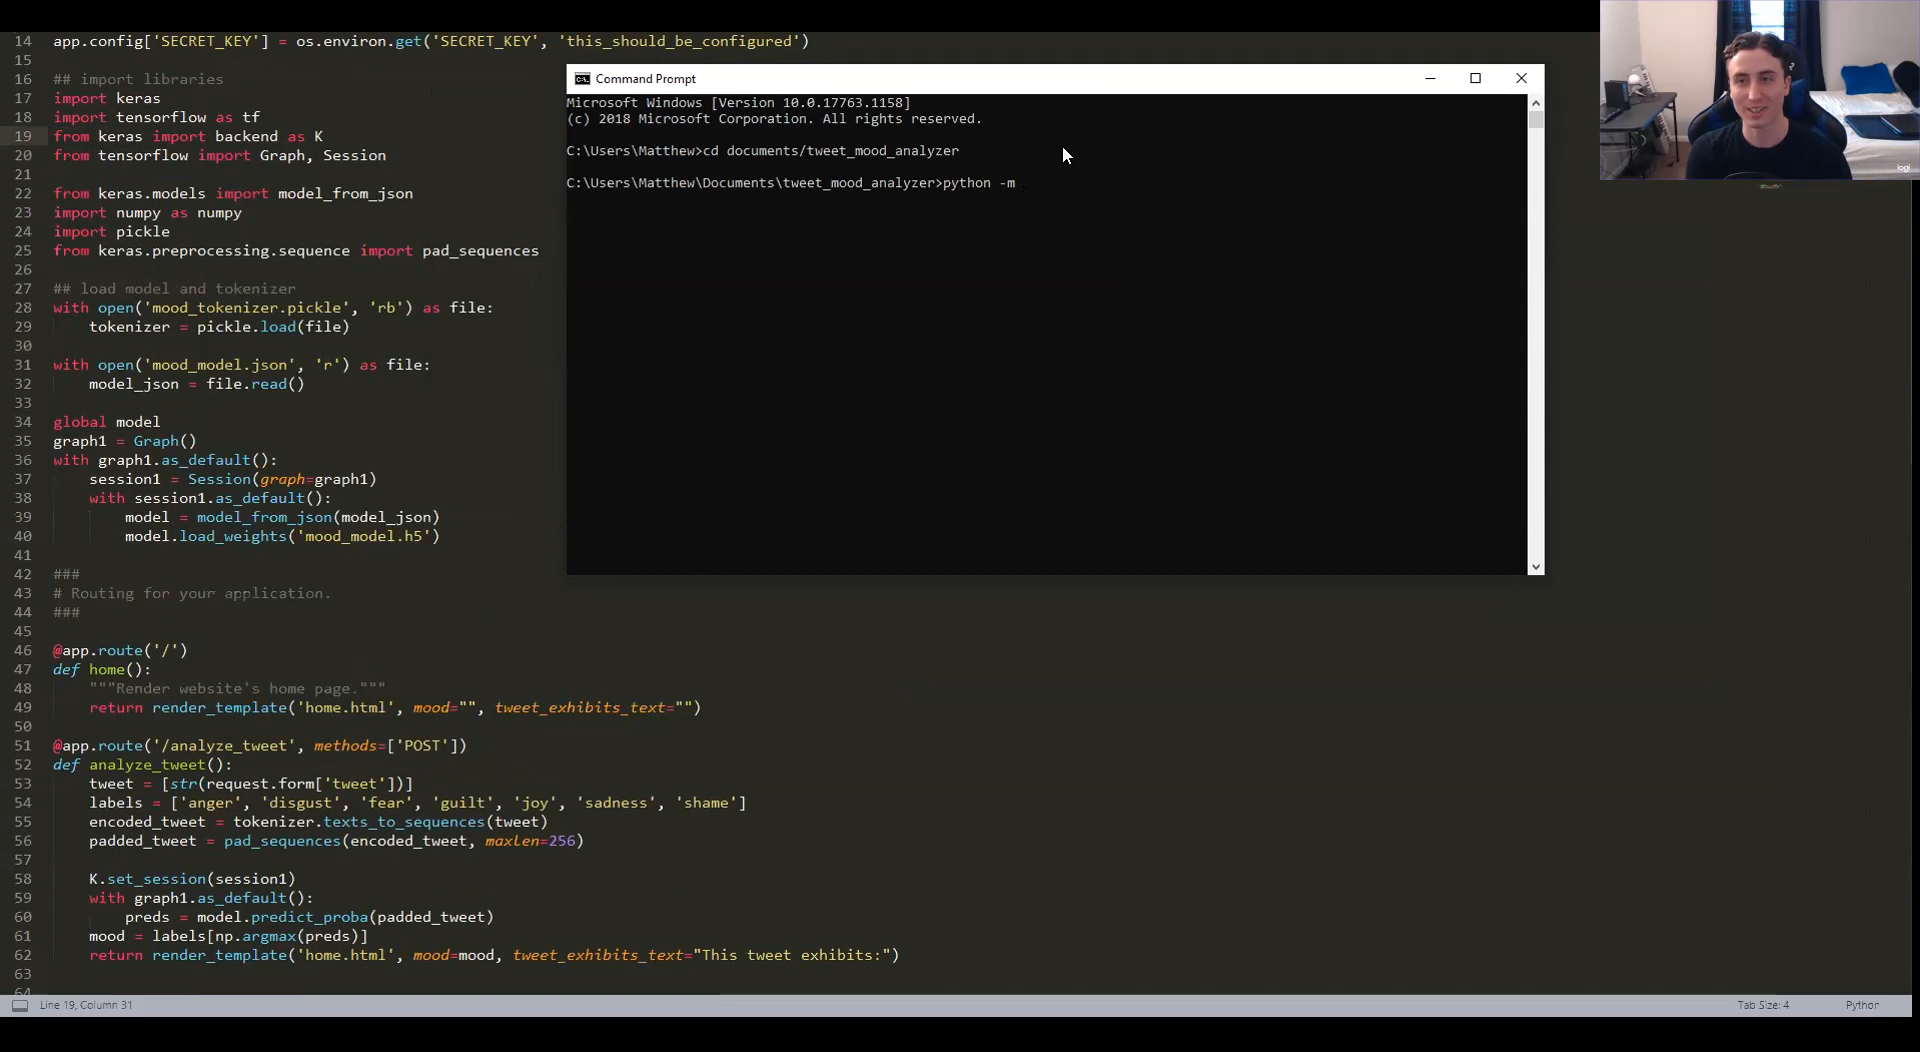 14 app.config['SECRET_KEY'] = os.environ.get('SECRET_KEY', 'this_should_be_configured')
15
16 ## import libraries
17 import keras
18 import tensorflow as tf
19 from keras import backend as K
20 from tensorflow import Graph, Session
21
22 from keras.models import model_from_json
23 import numpy as numpy
24 import pickle
25 from keras.preprocessing.sequence import pad_sequences
26
27 ## load model and tokenizer
28 with open('mood_tokenizer.pickle', 'rb') as file:
29     tokenizer = pickle.load(file)
30
31 with open('mood_model.json', 'r') as file:
32     model_json = file.read()
33
34 global model
35 graph1 = Graph()
36 with graph1.as_default():
37     session1 = Session(graph=graph1)
38     with session1.as_default():
39         model = model_from_json(model_json)
40         model.load_weights('mood_model.h5')
41
42 ###
43 # Routing for your application.
44 ###
45
46 @app.route('/')
47 def home():
48     """Render website's home page."""
49     return render_template('home.html', mood="", tweet_exhibits_text="")
50
51 @app.route('/analyze_tweet', methods=['POST'])
52 def analyze_tweet():
53     tweet = [str(request.form['tweet'])]
54     labels = ['anger', 'disgust', 'fear', 'guilt', 'joy', 'sadness', 'shame']
55     encoded_tweet = tokenizer.texts_to_sequences(tweet)
56     padded_tweet = pad_sequences(encoded_tweet, maxlen=256)
57
58     K.set_session(session1)
59     with graph1.as_default():
60         preds = model.predict_proba(padded_tweet)
61     mood = labels[np.argmax(preds)]
62     return render_template('home.html', mood=mood, tweet_exhibits_text="This tweet exhibits:")
63
64
Command Prompt
Microsoft Windows [Version 10.0.17763.1158]
(c) 2018 Microsoft Corporation. All rights reserved.
C:\Users\Matthew>cd documents/tweet_mood_analyzer
C:\Users\Matthew\Documents\tweet_mood_analyzer>python -m
logi
Line 19, Column 31
Tab Size: 4
Python